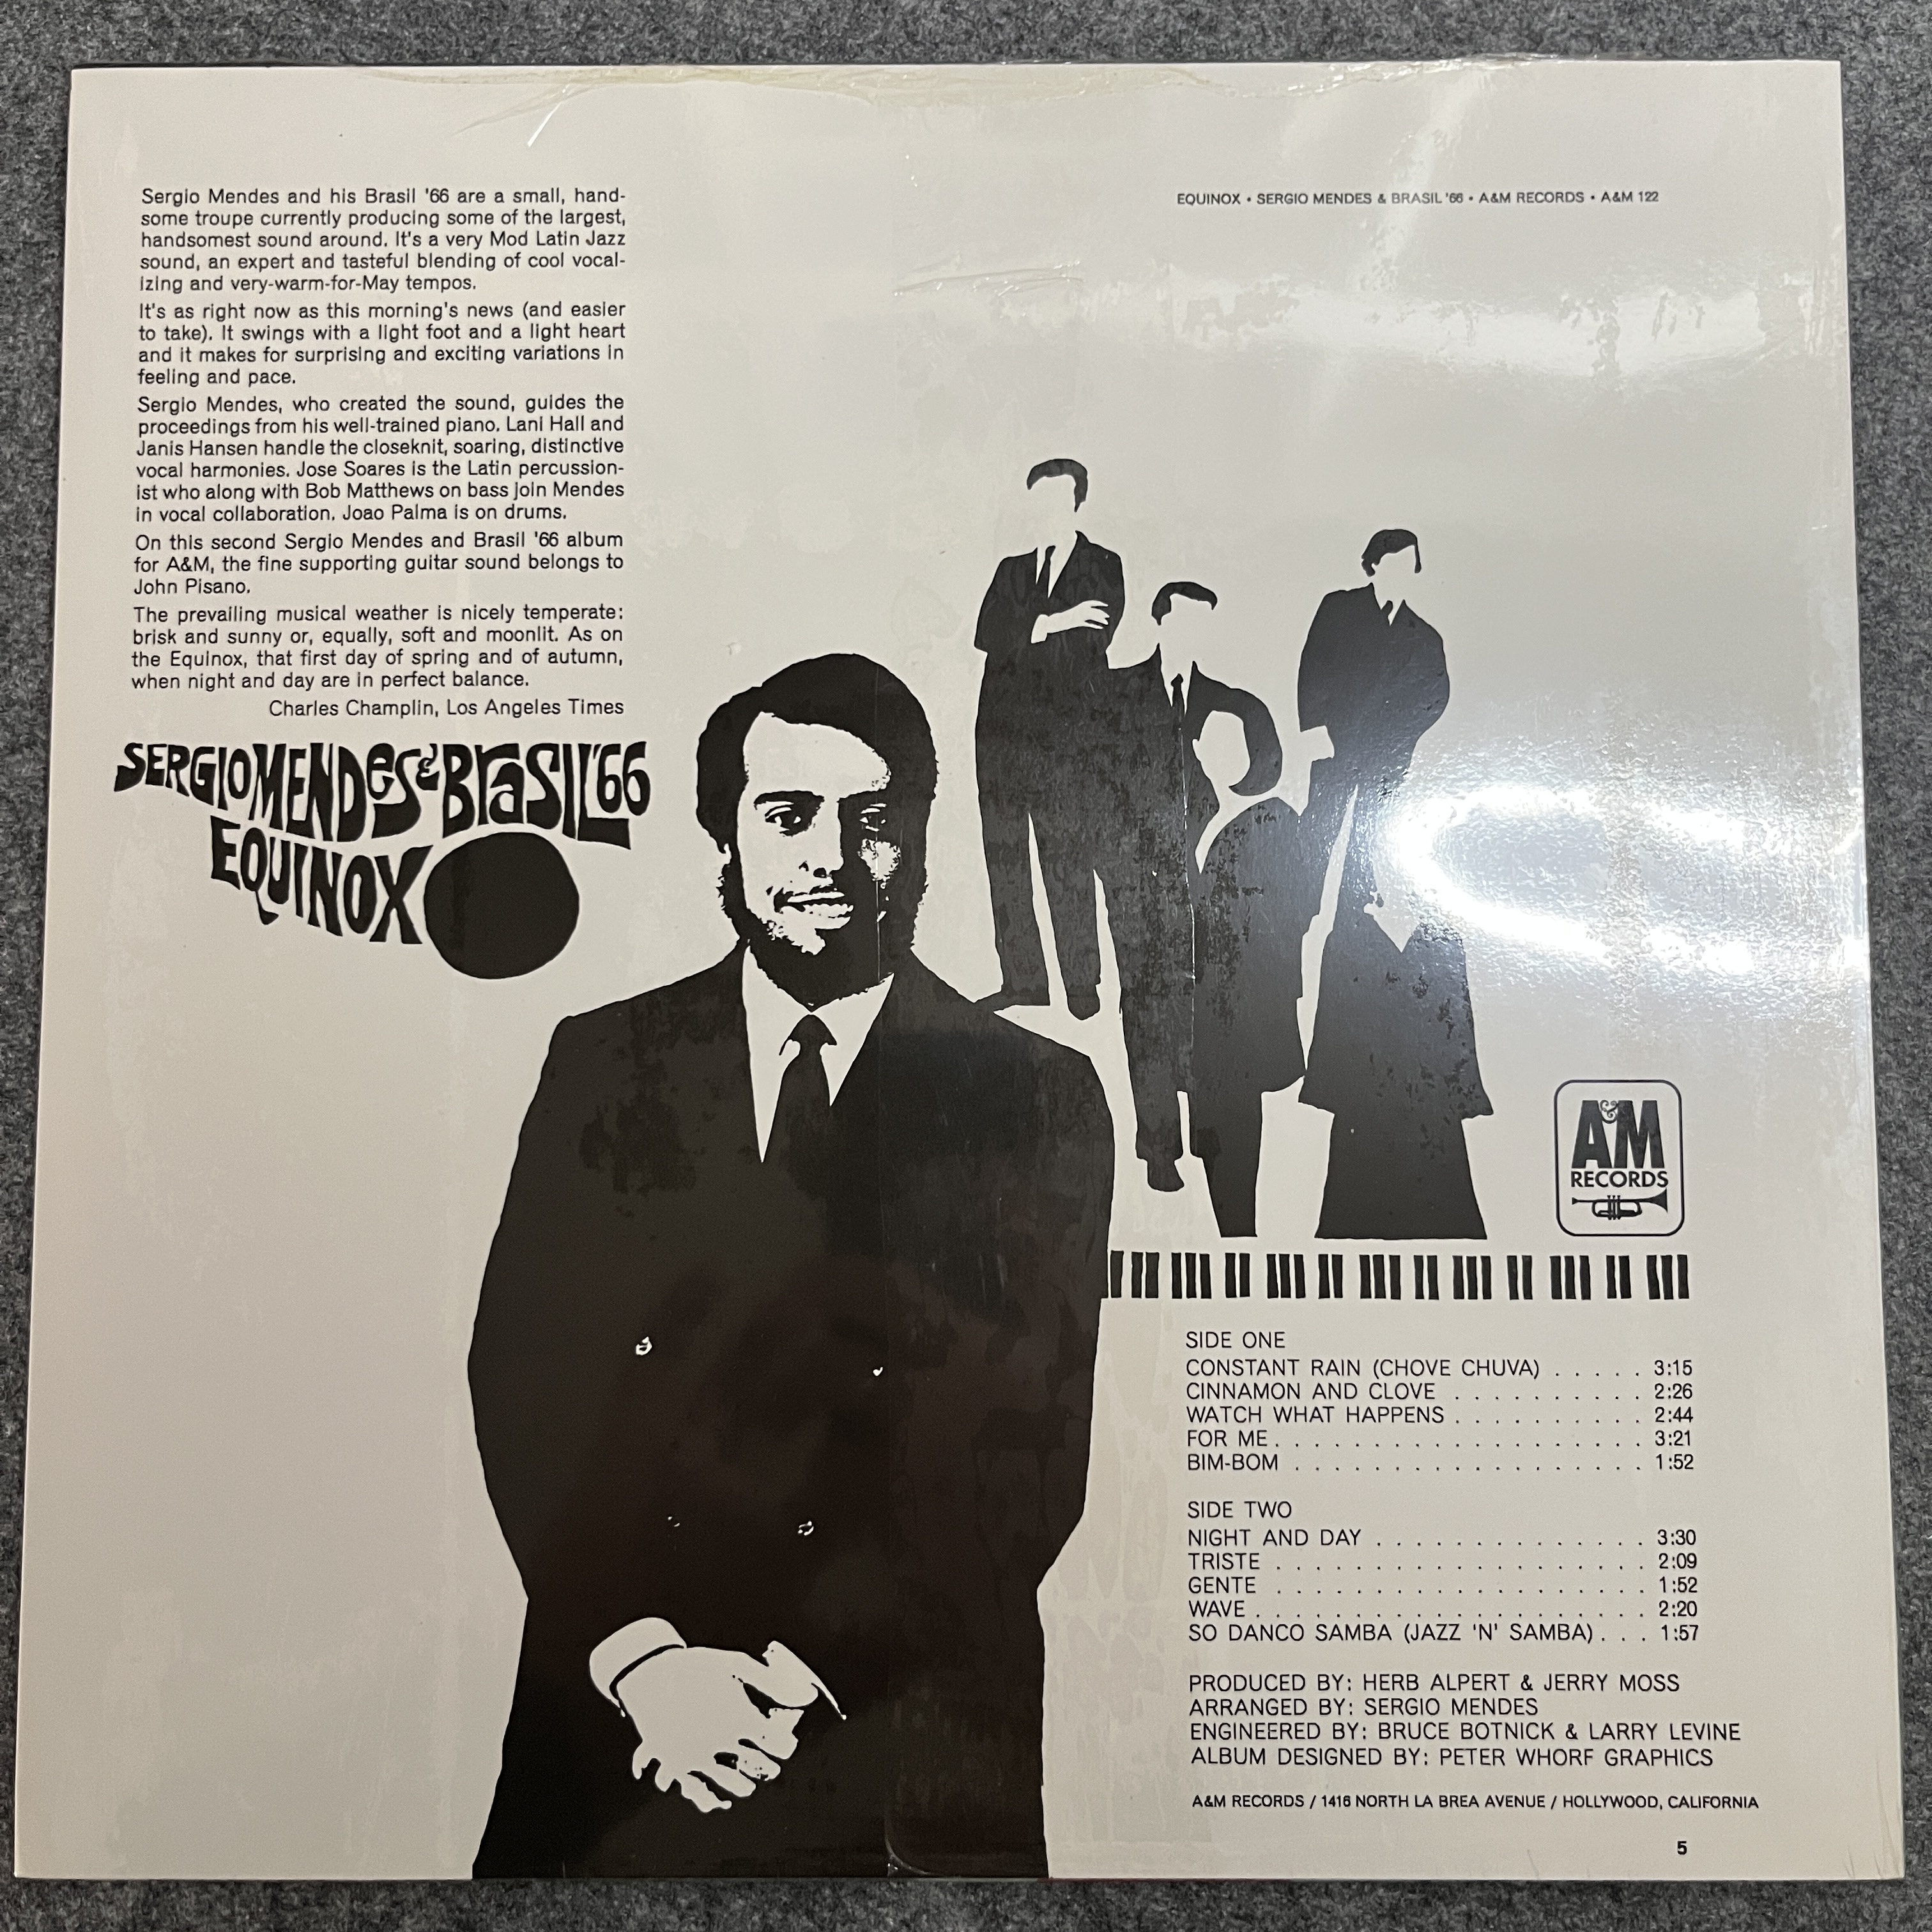 Sergio Mendes and his Brasil '66 are a small, hand-
some troupe currently producing some of the largest,
handsomest sound around. It's a very Mod Latin Jazz
sound, an expert and tasteful blending of cool vocal-
izing and very-warm-for-May tempos.
It's as right now as this morning's news (and easier
to take). It swings with a light foot and a light heart
and it makes for surprising and exciting variations in
feeling and pace.
Sergio Mendes, who created the sound, guides the
proceedings from his well-trained piano. Lani Hall and
Janis Hansen handle the closeknit, soaring, distinctive
vocal harmonies. Jose Soares is the Latin percussion-
ist who along with Bob Matthews on bass join Mendes
in vocal collaboration. Joao Palma is on drums.
On this second Sergio Mendes and Brasil '66 album
for A&M, the fine supporting guitar sound belongs to
John Pisano.
The prevailing musical weather is nicely temperate:
brisk and sunny or, equally, soft and moonlit. As on
the Equinox, that first day of spring and of autumn,
when night and day are in perfect balance.
Charles Champlin, Los Angeles Times
SERGIO MENDES & BRASIL '66
EQUINOX
EQUINOX • SERGIO MENDES & BRASIL '66 • A&M RECORDS • A&M 122
A&M
RECORDS
SIDE ONE
CONSTANT RAIN (CHOVE CHUVA) . . . . . 3:15
CINNAMON AND CLOVE . . . . . . . . . . 2:26
WATCH WHAT HAPPENS . . . . . . . . . . 2:44
FOR ME . . . . . . . . . . . . . . . . . . . 3:21
BIM-BOM . . . . . . . . . . . . . . . . . . 1:52
SIDE TWO
NIGHT AND DAY . . . . . . . . . . . . . . 3:30
TRISTE . . . . . . . . . . . . . . . . . . . 2:09
GENTE . . . . . . . . . . . . . . . . . . . 1:52
WAVE . . . . . . . . . . . . . . . . . . . . 2:20
SO DANCO SAMBA (JAZZ 'N' SAMBA) . . . 1:57
PRODUCED BY: HERB ALPERT & JERRY MOSS
ARRANGED BY: SERGIO MENDES
ENGINEERED BY: BRUCE BOTNICK & LARRY LEVINE
ALBUM DESIGNED BY: PETER WHORF GRAPHICS
A&M RECORDS / 1416 NORTH LA BREA AVENUE / HOLLYWOOD, CALIFORNIA
5